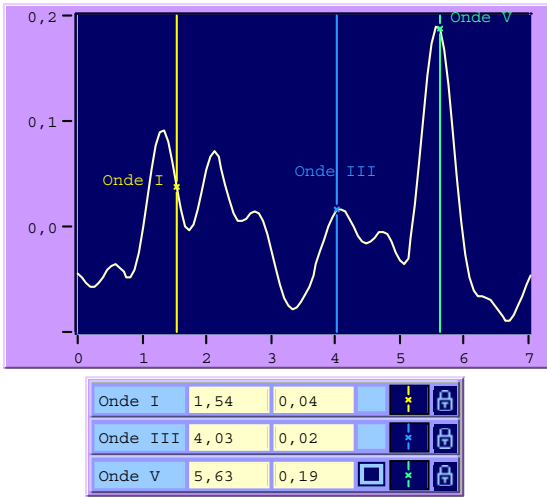 0,2
Onde V
0,1
Onde III
Onde I
0,0
0 1 2 3 4 5 6 7
Onde I 1,54 0,04
Onde III 4,03 0,02
Onde V 5,63 0,19